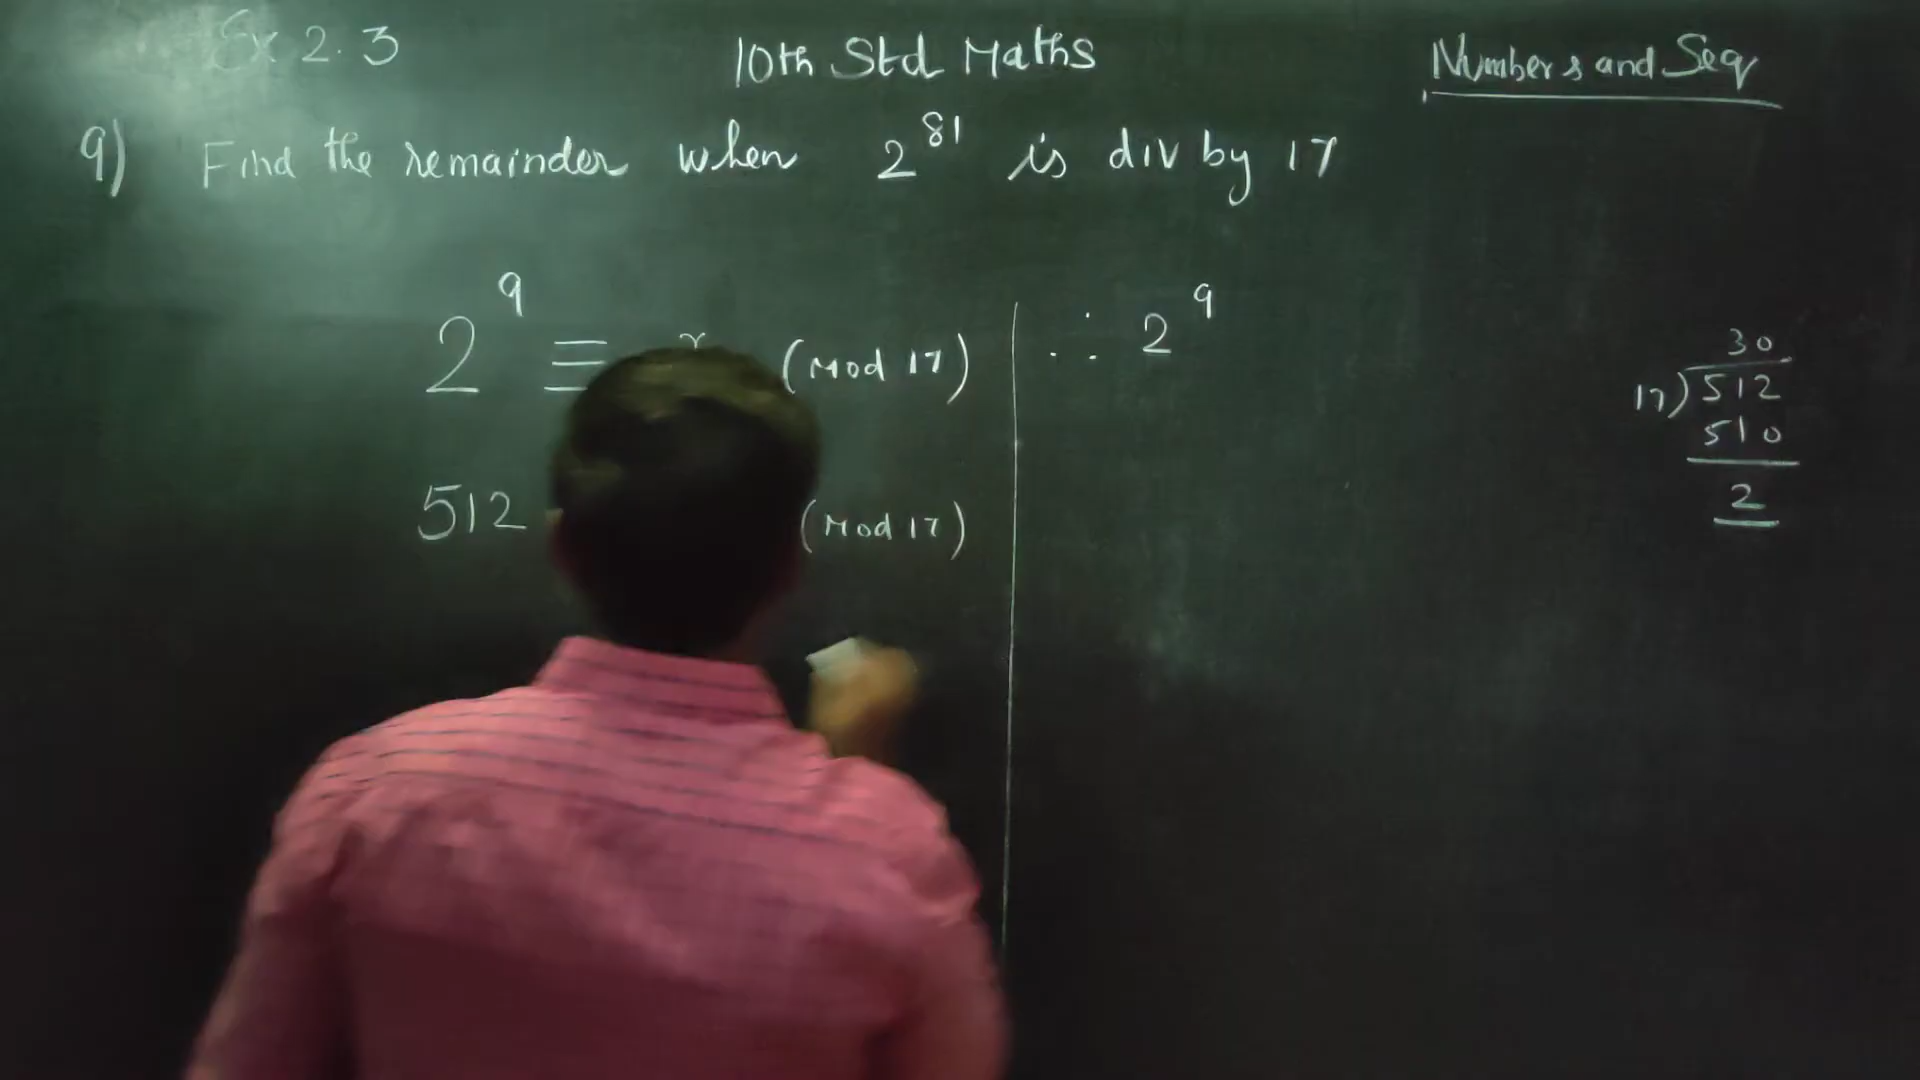 Ex 2.3
10th Std Maths
Numbers and Seq
9) Find the remainder when 2^81 is div by 17
2^9 ≡ x (Mod 17)
512 (Mod 17)
∴ 2^9
30
17) 512
510
2